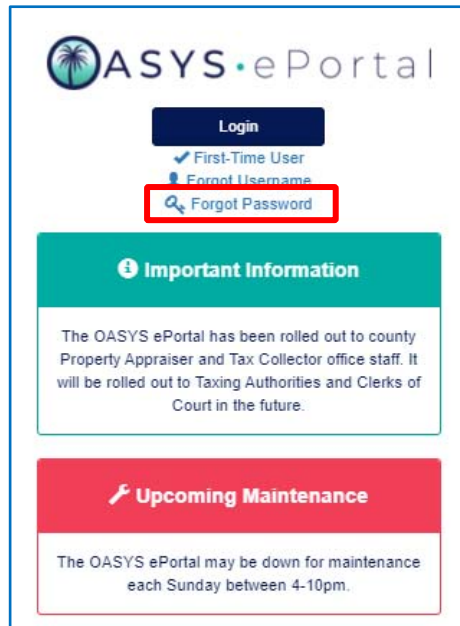 OASYS•ePortal
Login
First-Time User
Forgot Username
Forgot Password
Important Information
The OASYS ePortal has been rolled out to county
Property Appraiser and Tax Collector office staff. It
will be rolled out to Taxing Authorities and Clerks of
Court in the future.
Upcoming Maintenance
The OASYS ePortal may be down for maintenance
each Sunday between 4-10pm.